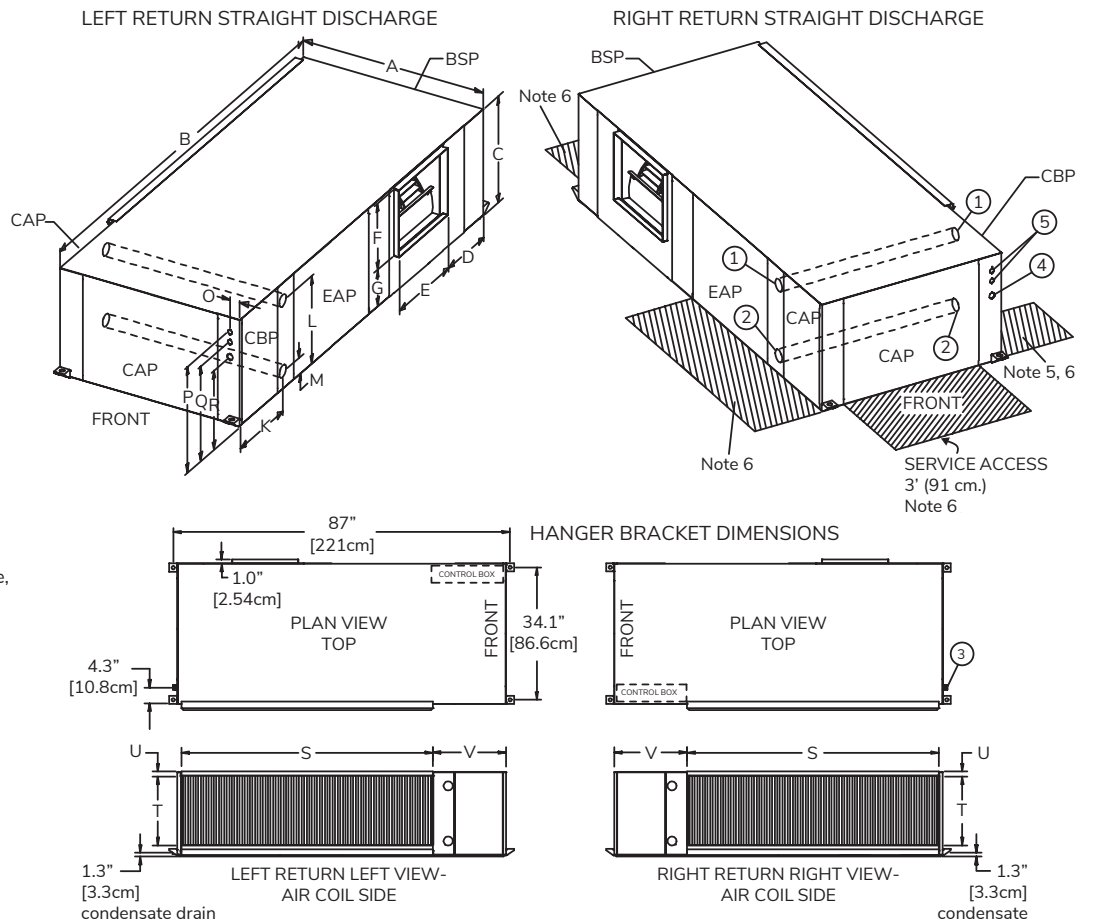 LEFT RETURN STRAIGHT DISCHARGE
A
BSP
B
C
CAP
F
D
G
E
EAP
O
L
CBP
CAP
M
P
Q
R
K
FRONT
RIGHT RETURN STRAIGHT DISCHARGE
BSP
Note 6
CBP
1
5
1
4
EAP
CAP
2
CAP
2
Note 5, 6
FRONT
Note 6
SERVICE ACCESS
3’ (91 cm.)
Note 6
HANGER BRACKET DIMENSIONS
87”
[221cm]
e,
1.0”
[2.54cm]
CONTROL BOX
PLAN VIEW
TOP
FRONT
34.1”
[86.6cm]
4.3”
[10.8cm]
FRONT
PLAN VIEW
TOP
CONTROL BOX
3
U
S
V
T
1.3”
[3.3cm]
condensate drain
LEFT RETURN LEFT VIEW-
AIR COIL SIDE
V
S
U
T
RIGHT RETURN RIGHT VIEW-
AIR COIL SIDE
1.3”
[3.3cm]
condensate